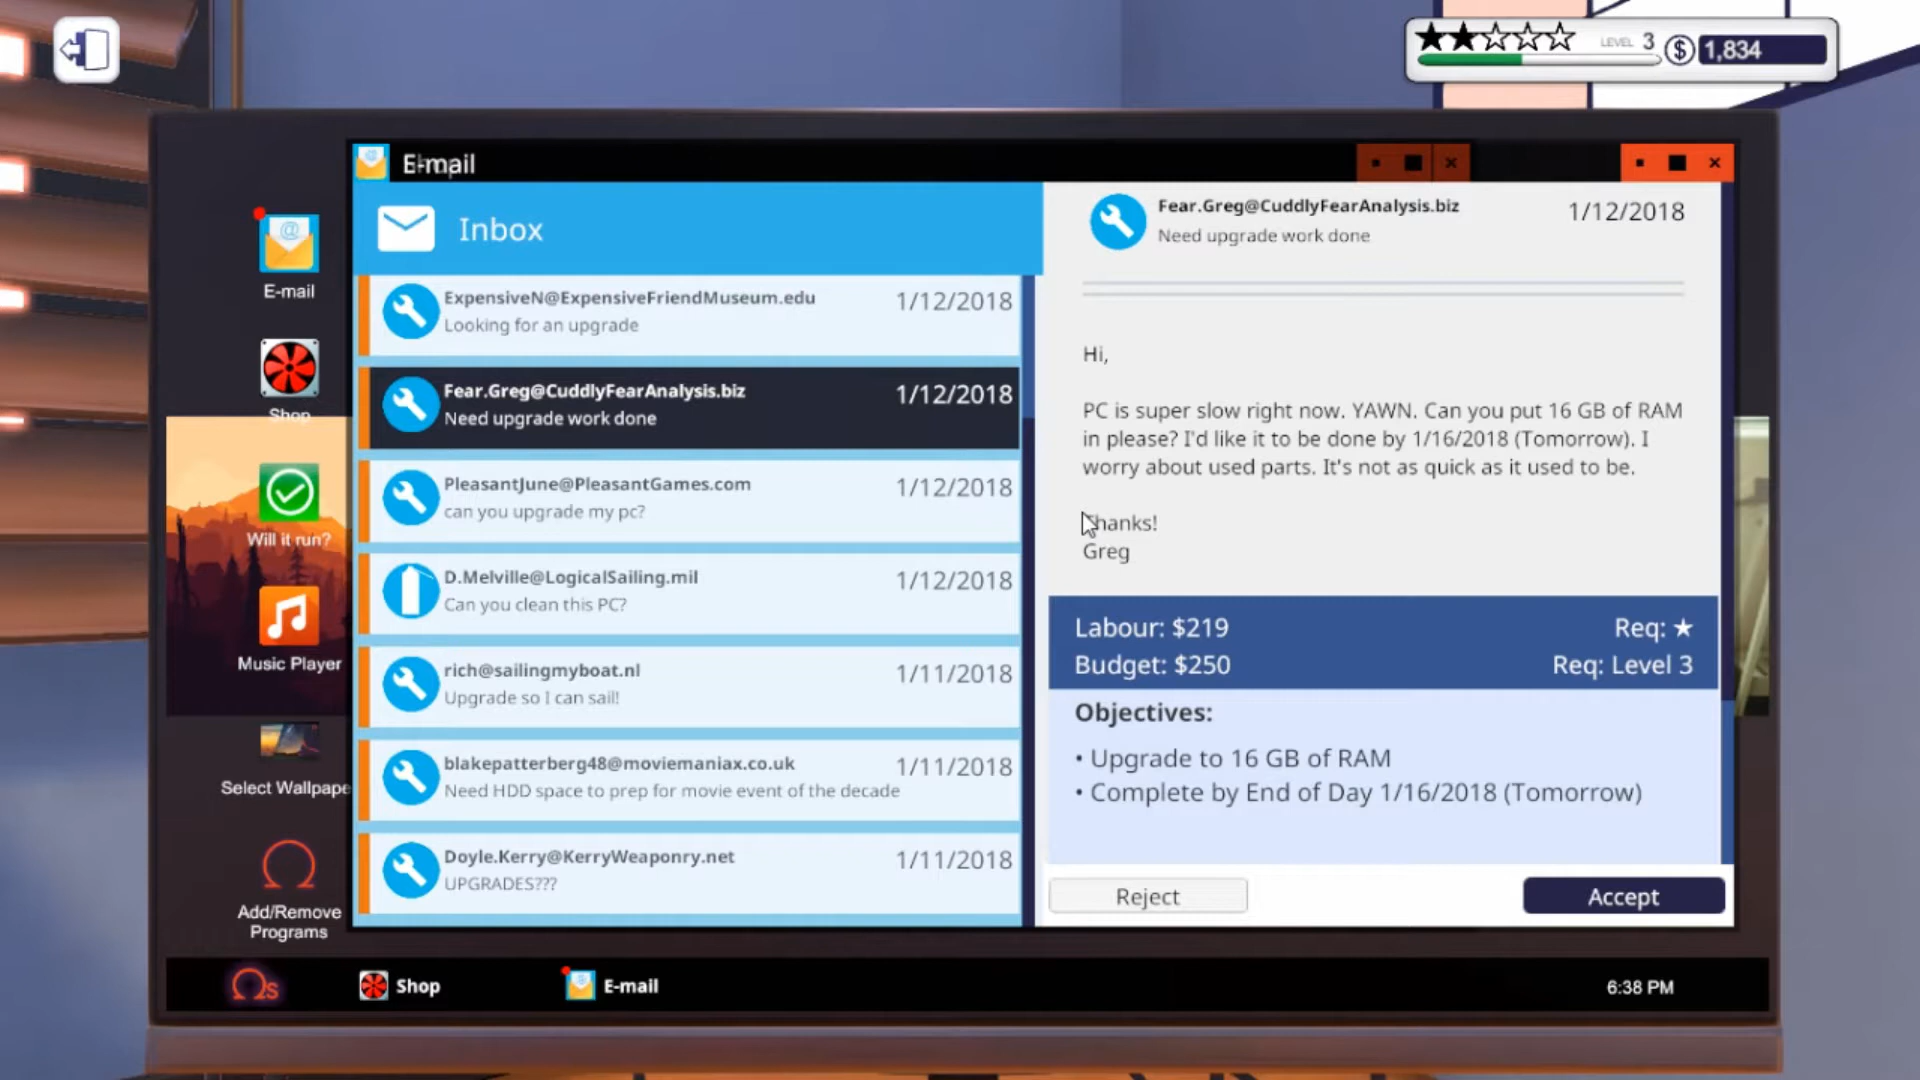 LEVEL 3
$ 1,834
E-mail
Inbox
ExpensiveN@ExpensiveFriendMuseum.edu 1/12/2018
Looking for an upgrade
Fear.Greg@CuddlyFearAnalysis.biz 1/12/2018
Need upgrade work done
PleasantJune@PleasantGames.com 1/12/2018
can you upgrade my pc?
D.Melville@LogicalSailing.mil 1/12/2018
Can you clean this PC?
rich@sailingmyboat.nl 1/11/2018
Upgrade so I can sail!
blakepatterberg48@moviemaniax.co.uk 1/11/2018
Need HDD space to prep for movie event of the decade
Doyle.Kerry@KerryWeaponry.net 1/11/2018
UPGRADES???
Fear.Greg@CuddlyFearAnalysis.biz 1/12/2018
Need upgrade work done
Hi,
PC is super slow right now. YAWN. Can you put 16 GB of RAM
in please? I'd like it to be done by 1/16/2018 (Tomorrow). I
worry about used parts. It's not as quick as it used to be.
Thanks!
Greg
Labour: $219 Req: ★
Budget: $250 Req: Level 3
Objectives:
• Upgrade to 16 GB of RAM
• Complete by End of Day 1/16/2018 (Tomorrow)
Reject
Accept
E-mail
Shop
Will it run?
Music Player
Select Wallpape
Add/Remove
Programs
Ωs
Shop
E-mail
6:38 PM